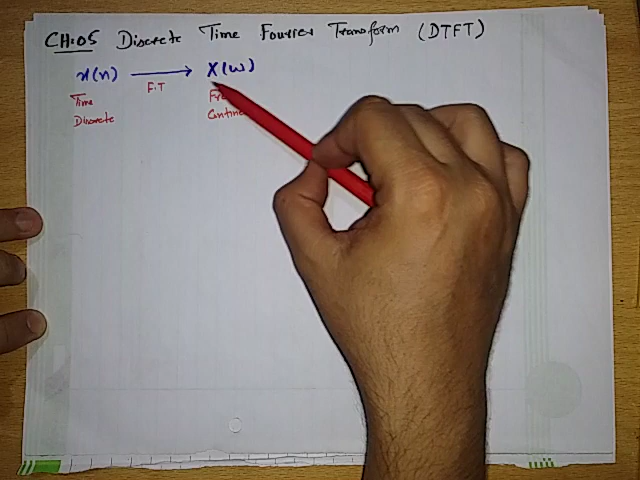 CH:05 Discrete Time Fourier Transform (DTFT)
x(n) → X(ω)
F.T
Time
Discrete